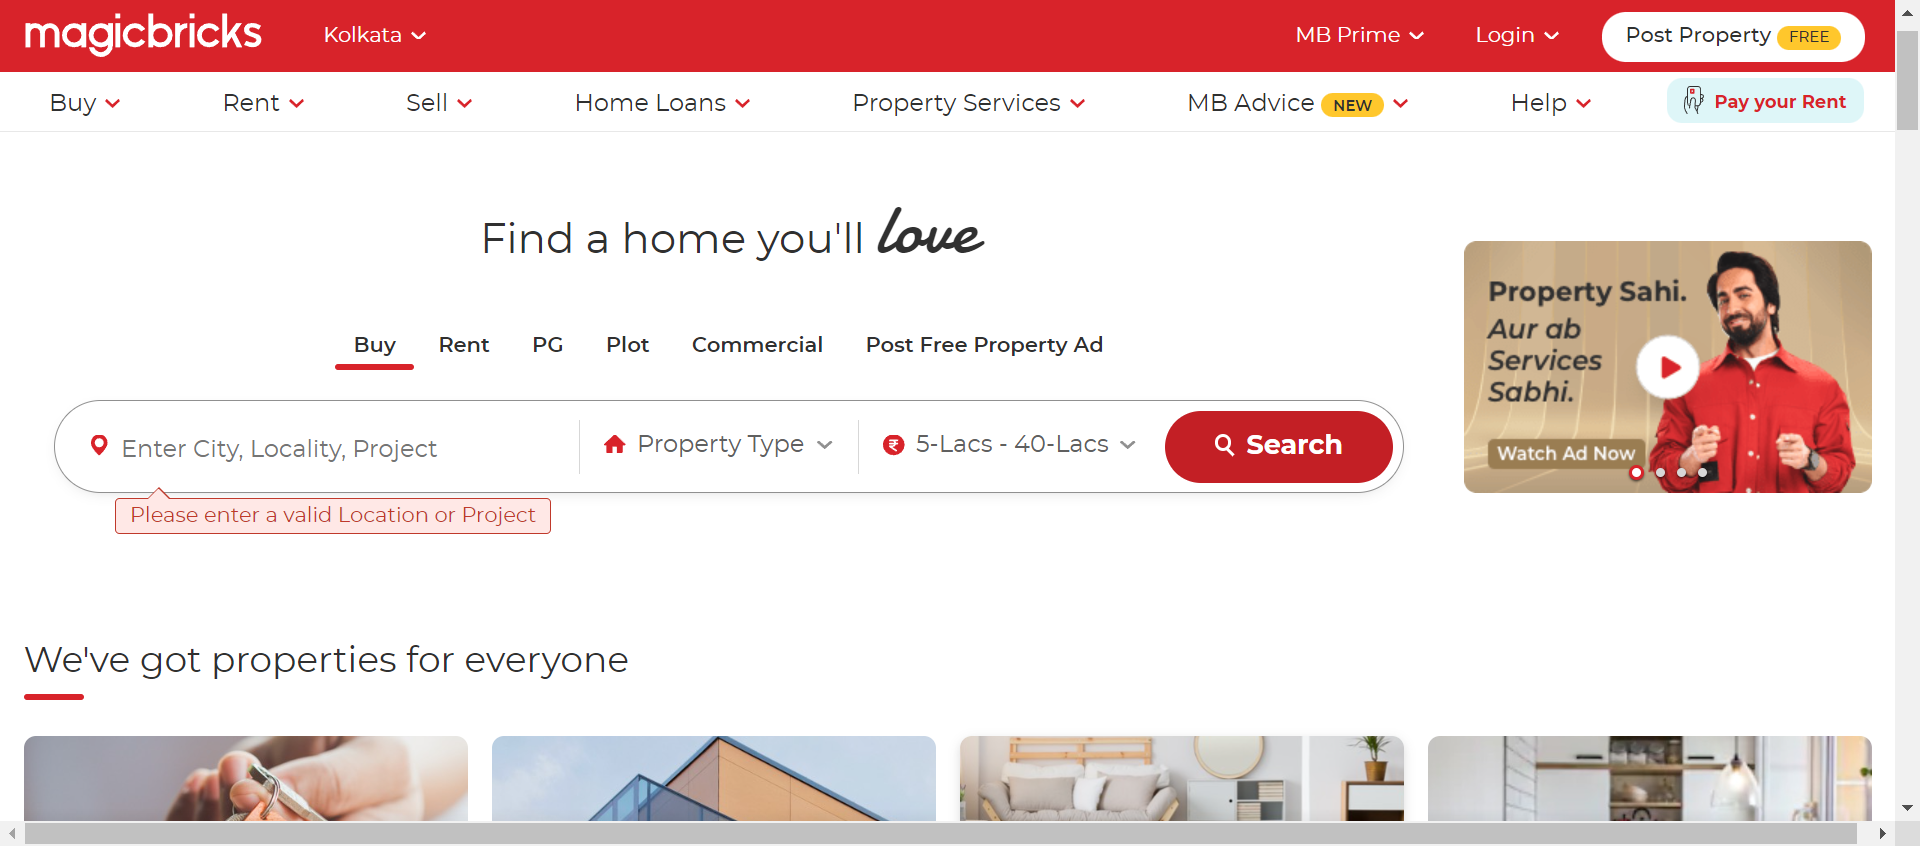 magicbricks
Kolkata
MB Prime
Login
Post Property FREE
Buy
Rent
Sell
Home Loans
Property Services
MB Advice NEW
Help
Pay your Rent
Find a home you'll love
Buy
Rent
PG
Plot
Commercial
Post Free Property Ad
Enter City, Locality, Project
Property Type
5-Lacs - 40-Lacs
Search
Please enter a valid Location or Project
Property Sahi.
Aur ab
Services
Sabhi.
Watch Ad Now
We've got properties for everyone